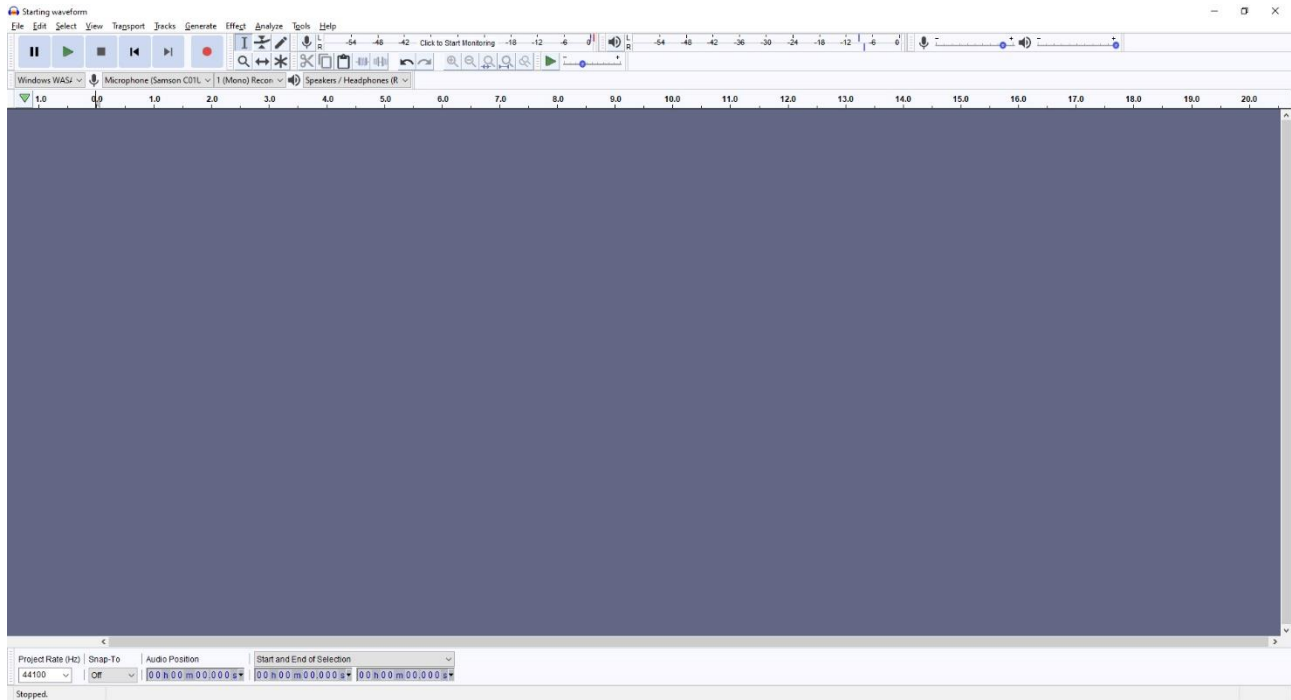 Starting waveform
File Edit Select View Transport Tracks Generate Effect Analyze Tools Help
L R -54 -48 -42 Click to Start Monitoring -18 -12 -6 0 L R -54 -48 -42 -36 -30 -24 -18 -12 -6 0
Windows WAS Microphone (Samson C01U 1 (Mono) Recor Speakers / Headphones (R
1.0 0.0 1.0 2.0 3.0 4.0 5.0 6.0 7.0 8.0 9.0 10.0 11.0 12.0 13.0 14.0 15.0 16.0 17.0 18.0 19.0 20.0
Project Rate (Hz) Snap-To Audio Position Start and End of Selection
44100 Off 00 h 00 m 00.000 s 00 h 00 m 00.000 s 00 h 00 m 00.000 s
Stopped.